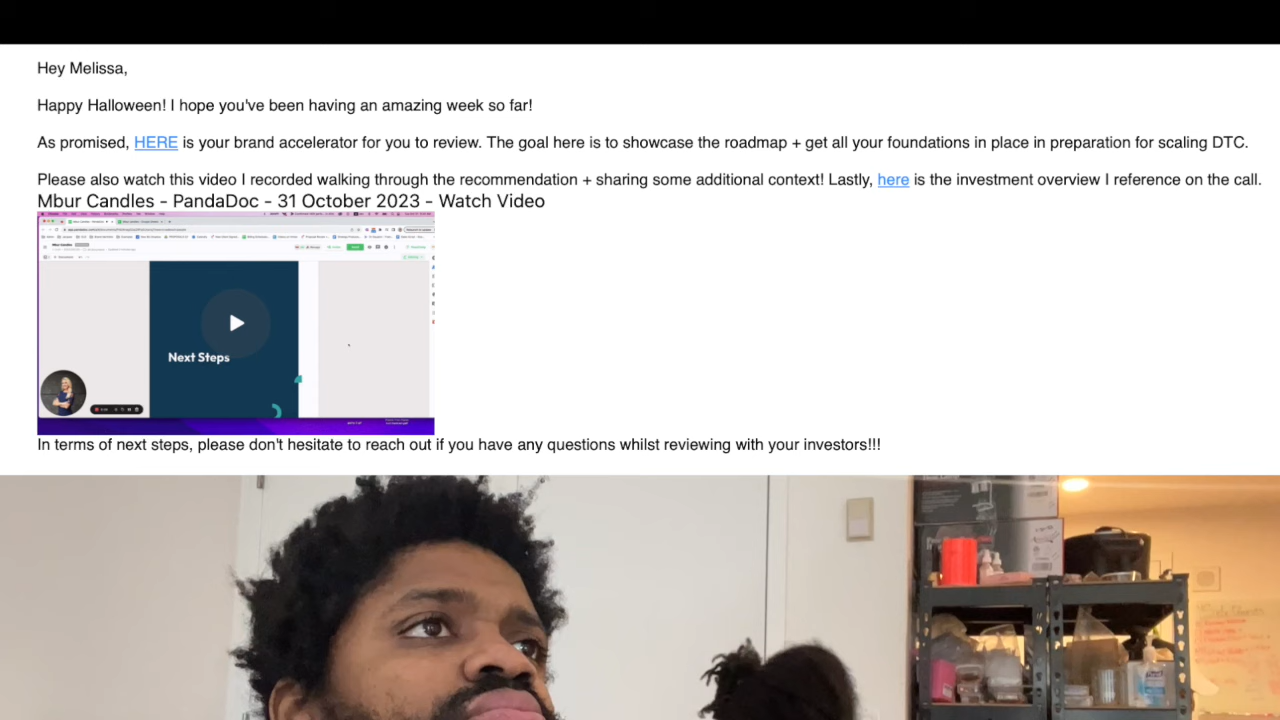 Hey Melissa,
Happy Halloween! I hope you've been having an amazing week so far!
As promised, HERE is your brand accelerator for you to review. The goal here is to showcase the roadmap + get all your foundations in place in preparation for scaling DTC.
Please also watch this video I recorded walking through the recommendation + sharing some additional context! Lastly, here is the investment overview I reference on the call.
Mbur Candles - PandaDoc - 31 October 2023 - Watch Video
Next Steps
In terms of next steps, please don't hesitate to reach out if you have any questions whilst reviewing with your investors!!!